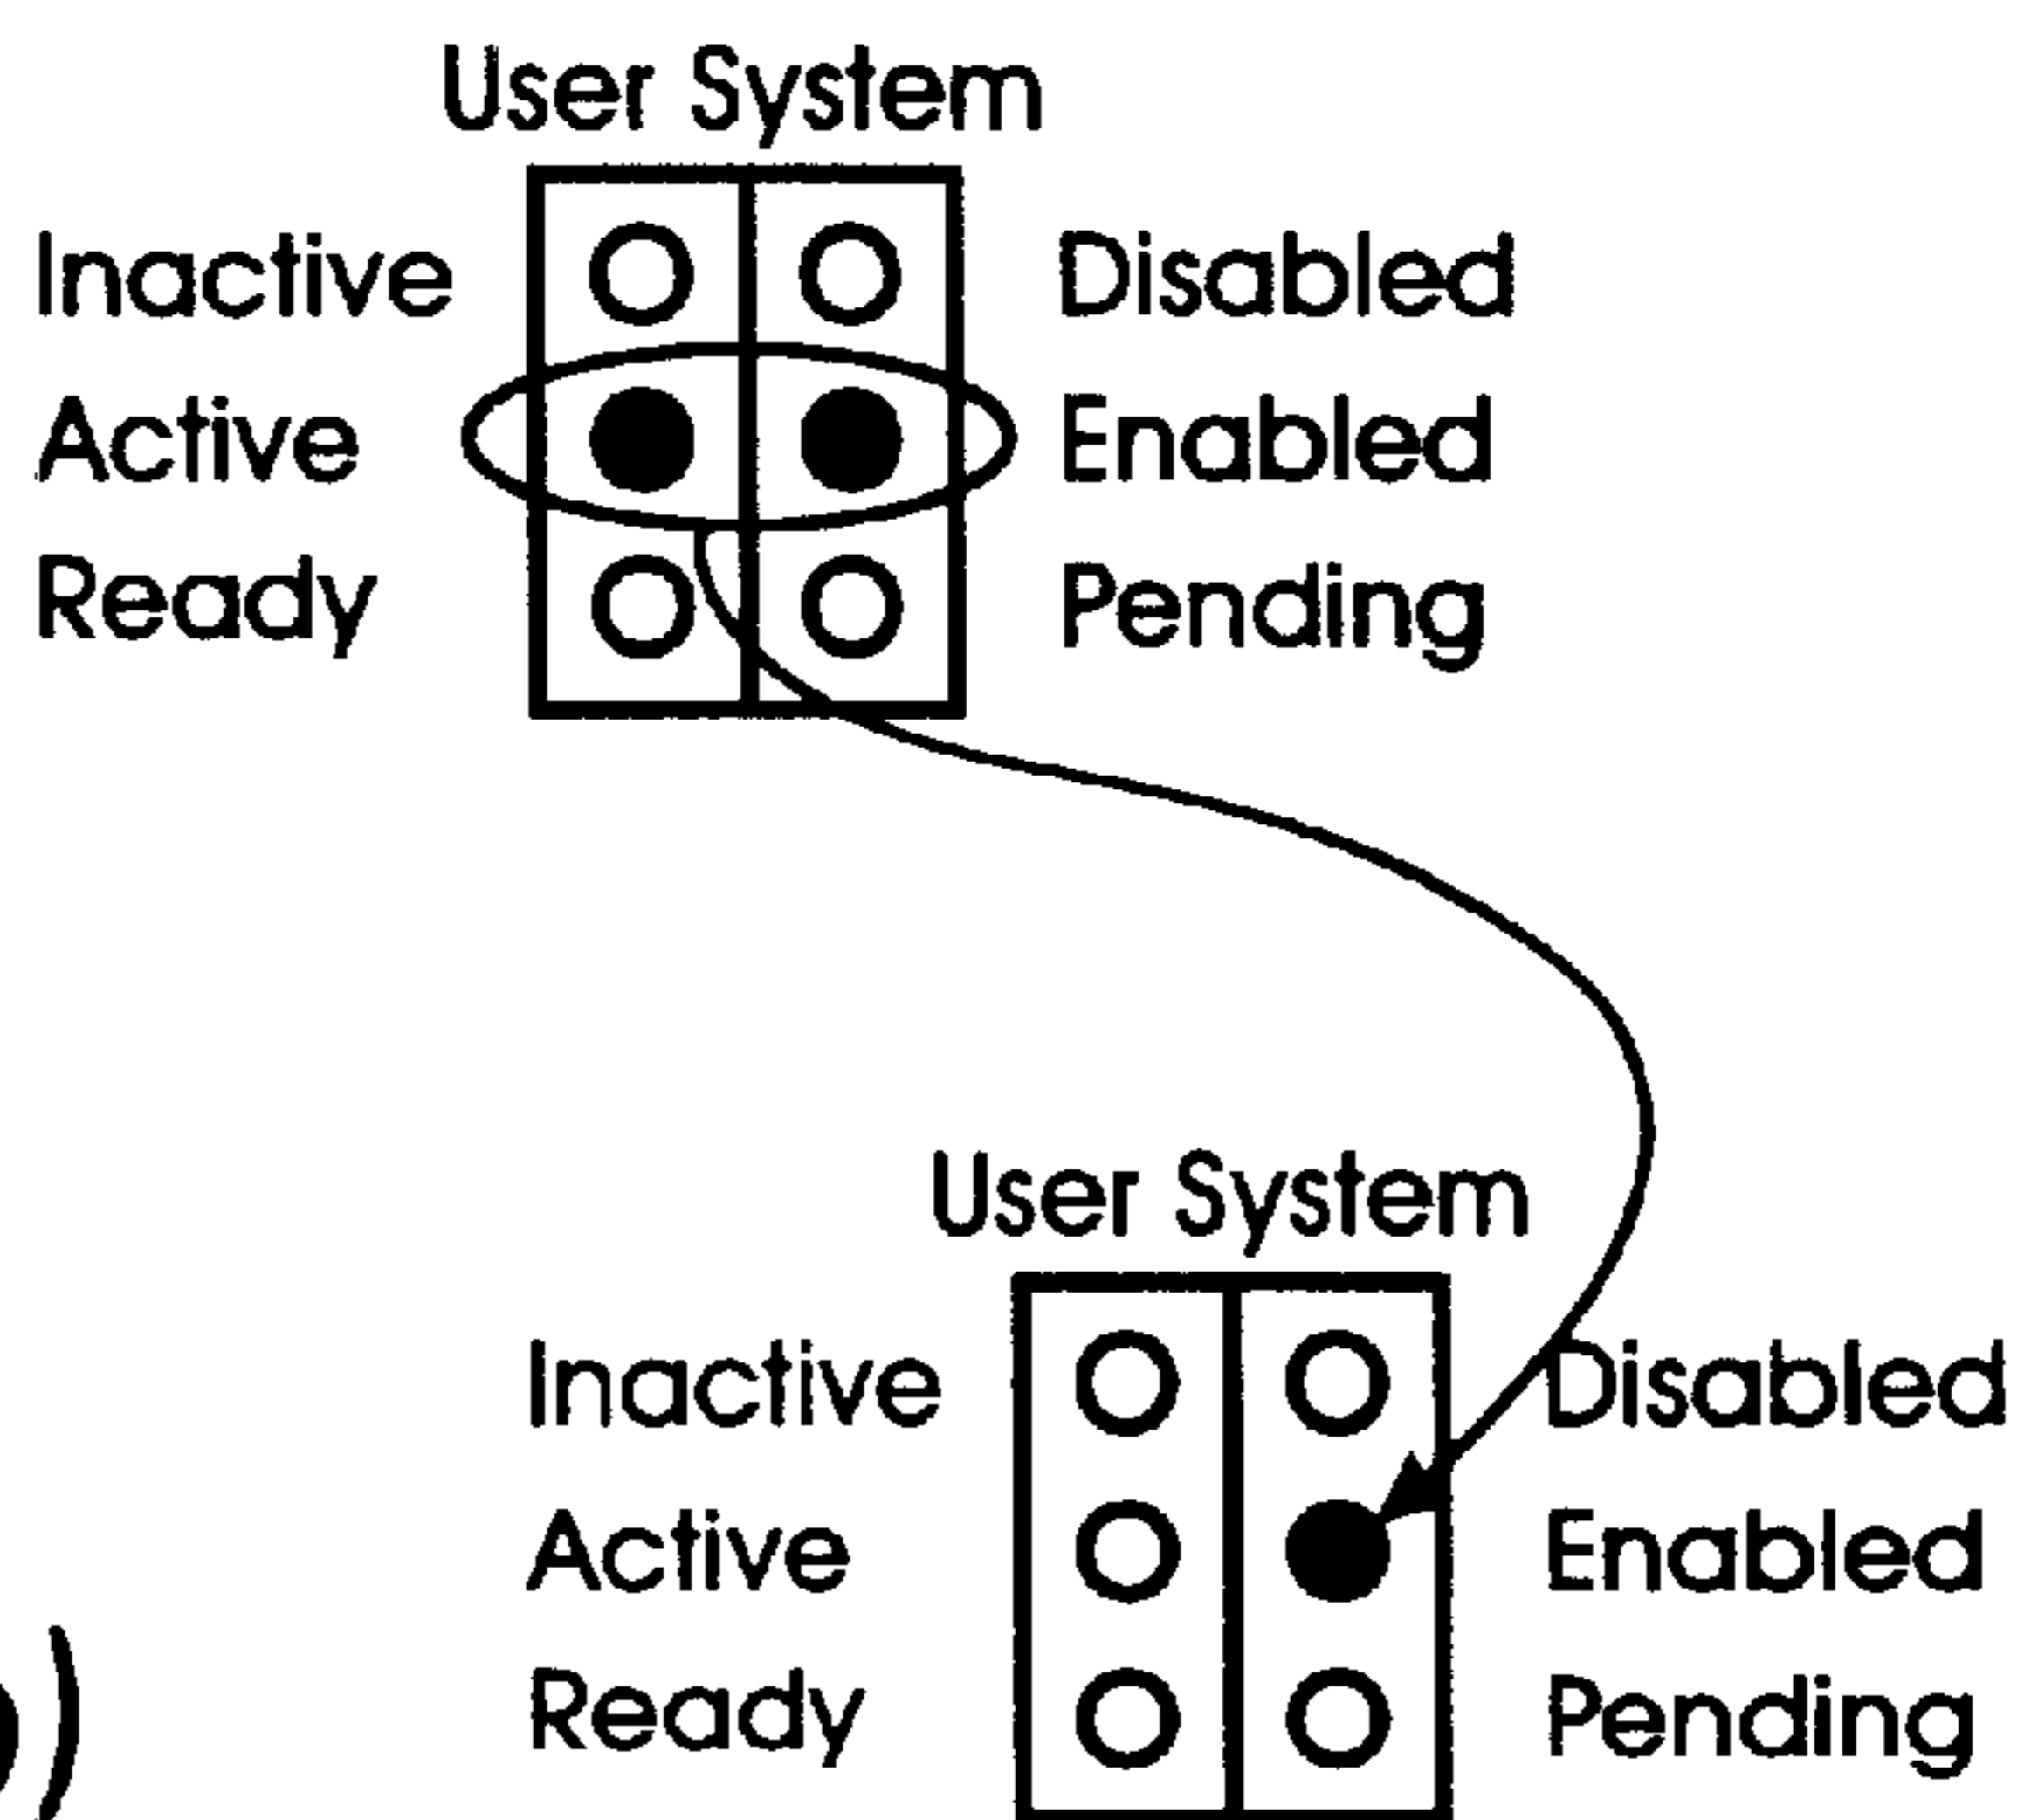 User System
Inactive Disabled
Active Enabled
Ready Pending
User System
Inactive Disabled
Active Enabled
Ready Pending
)